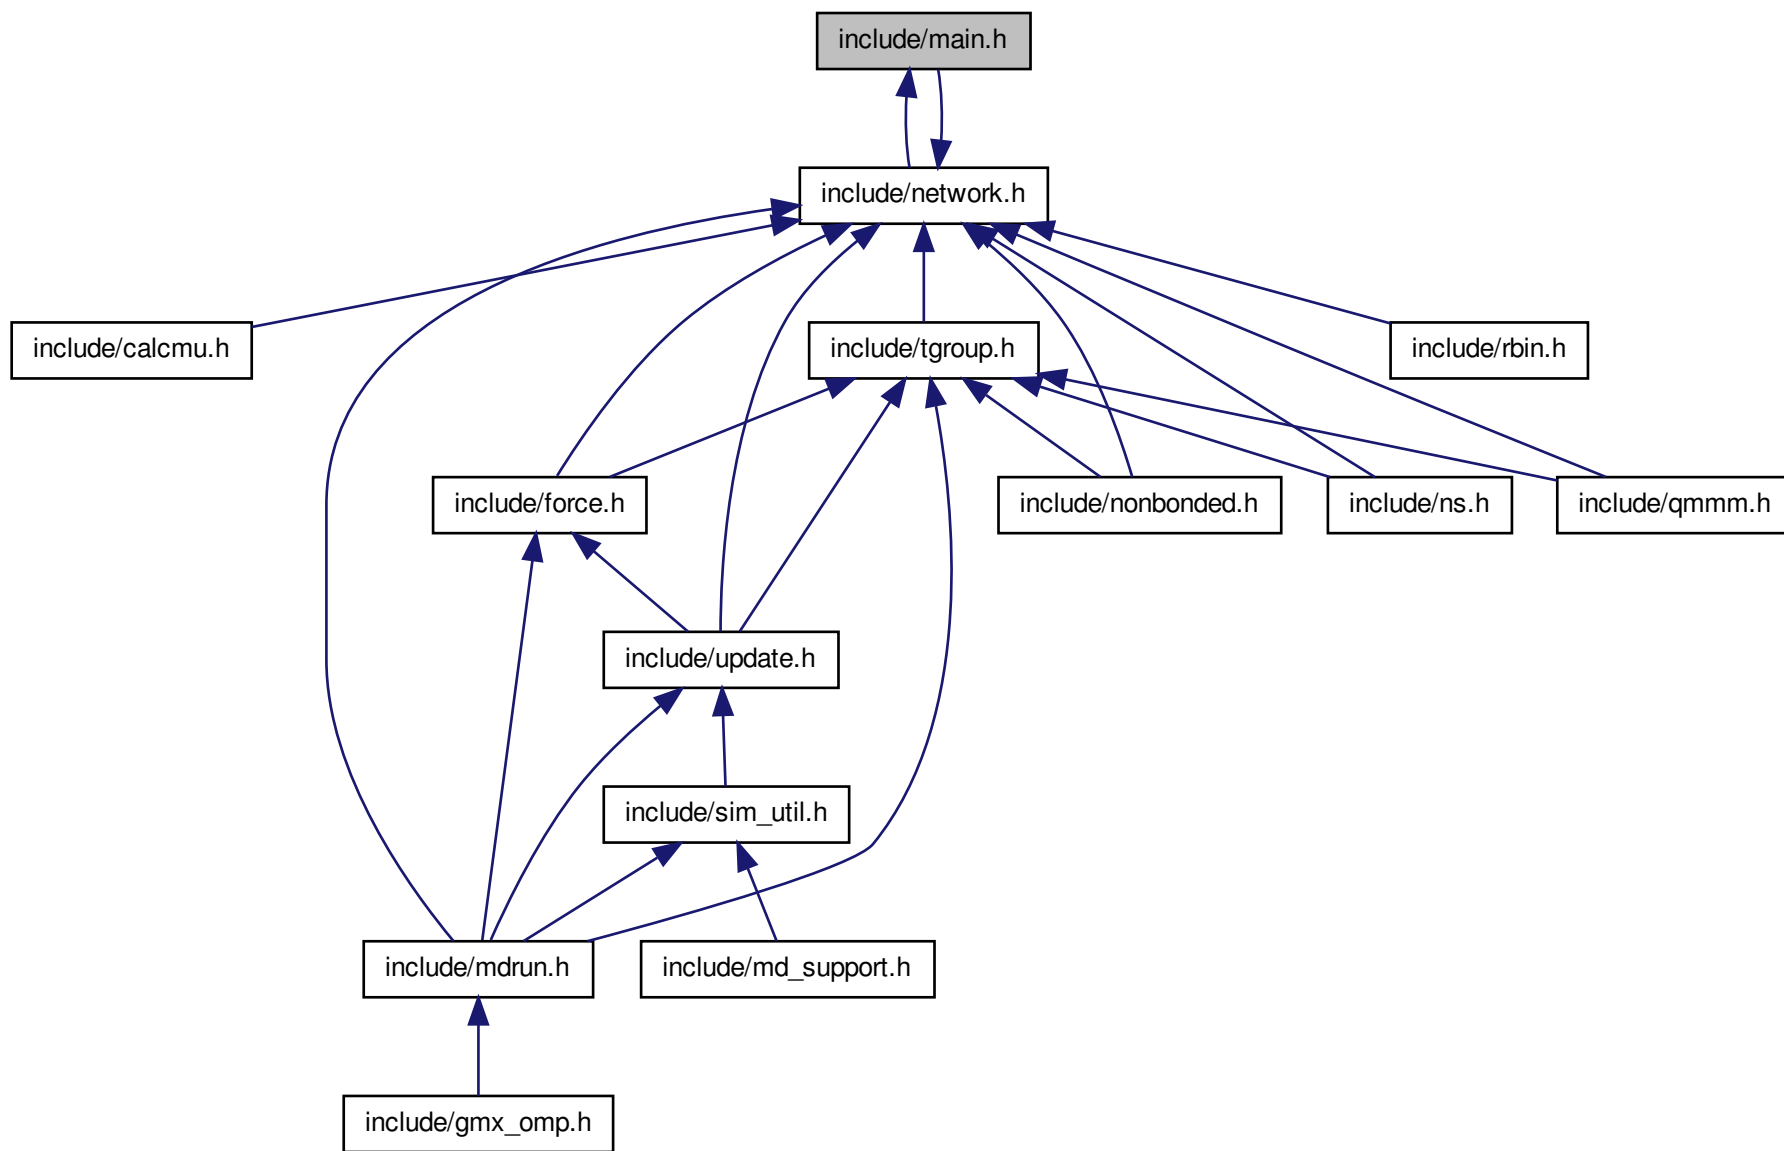 include/main.h
include/network.h
include/calcmu.h
include/tgroup.h
include/rbin.h
include/force.h
include/nonbonded.h
include/ns.h
include/qmmm.h
include/update.h
include/sim_util.h
include/mdrun.h
include/md_support.h
include/gmx_omp.h